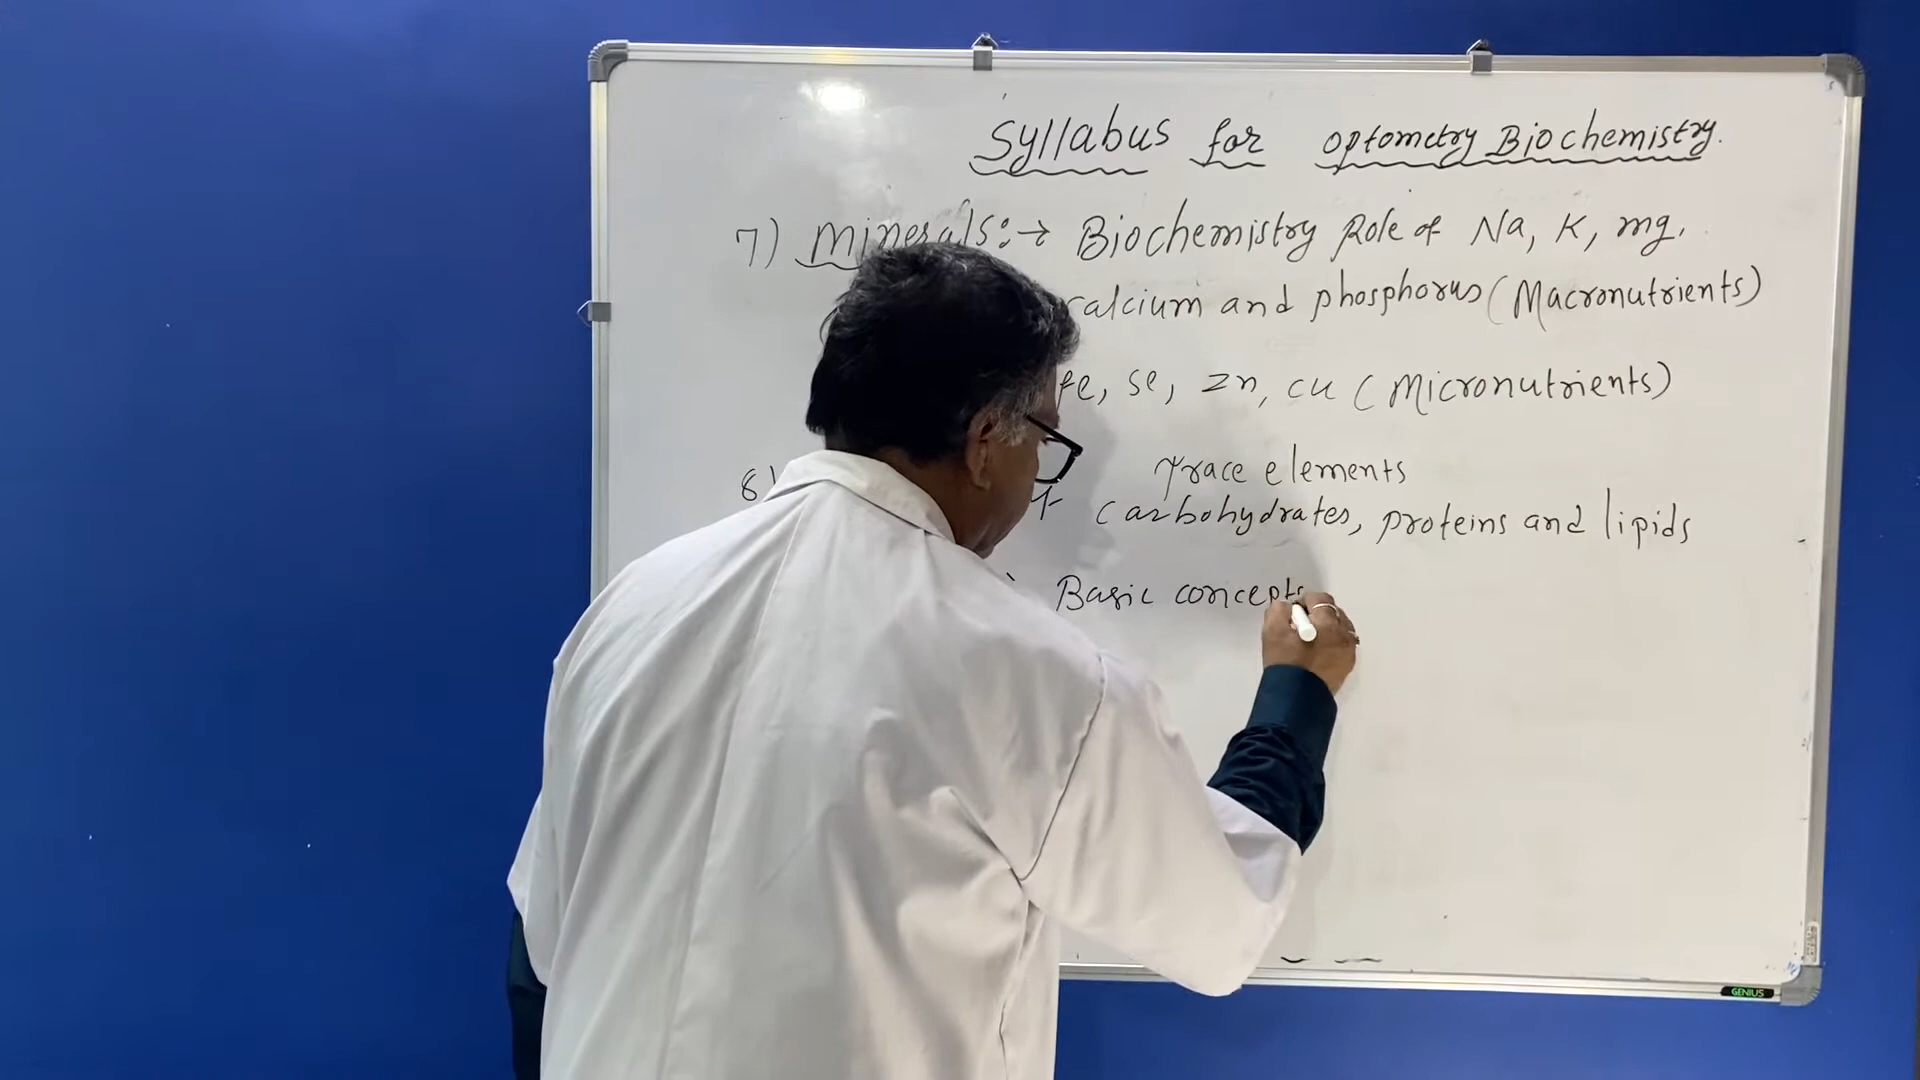 Syllabus for Optometry Biochemistry.
7) Minerals:→ Biochemistry Role of Na, K, mg,
calcium and phosphorus (Macronutrients)
fe, se, zn, cu (Micronutrients)
Trace elements
8)
carbohydrates, proteins and lipids
Basic concepts
GENIUS